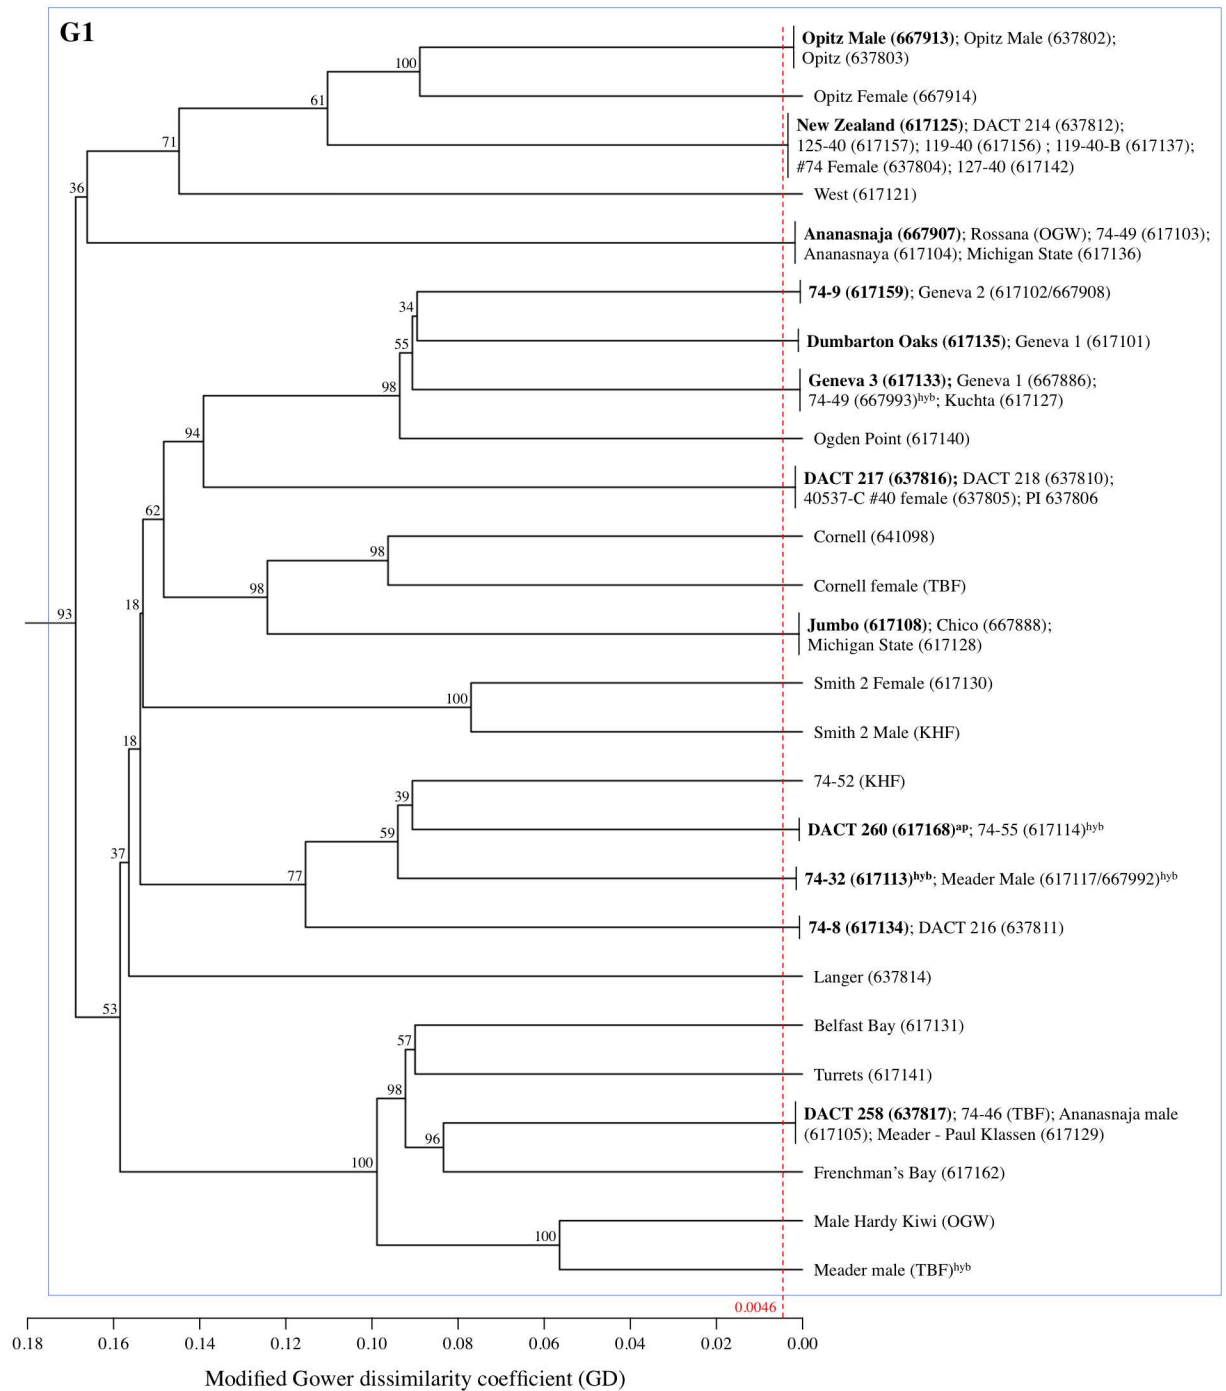 G1
Opitz Male (667913); Opitz Male (637802);
Opitz (637803)
100
Opitz Female (667914)
61
New Zealand (617125); DACT 214 (637812);
125-40 (617157); 119-40 (617156) ; 119-40-B (617137);
#74 Female (637804); 127-40 (617142)
71
West (617121)
36
Ananasnaja (667907); Rossana (OGW); 74-49 (617103);
Ananasnaya (617104); Michigan State (617136)
74-9 (617159); Geneva 2 (617102/667908)
34
Dumbarton Oaks (617135); Geneva 1 (617101)
55
Geneva 3 (617133); Geneva 1 (667886);
74-49 (667993)hyb; Kuchta (617127)
98
Ogden Point (617140)
94
DACT 217 (637816); DACT 218 (637810);
40537-C #40 female (637805); PI 637806
62
Cornell (641098)
98
Cornell female (TBF)
98
Jumbo (617108); Chico (667888);
Michigan State (617128)
18
93
Smith 2 Female (617130)
100
Smith 2 Male (KHF)
18
74-52 (KHF)
39
DACT 260 (617168)ap; 74-55 (617114)hyb
59
37
74-32 (617113)hyb; Meader Male (617117/667992)hyb
77
74-8 (617134); DACT 216 (637811)
Langer (637814)
53
Belfast Bay (617131)
57
Turrets (617141)
98
DACT 258 (637817); 74-46 (TBF); Ananasnaja male
(617105); Meader - Paul Klassen (617129)
96
100
Frenchman’s Bay (617162)
Male Hardy Kiwi (OGW)
100
Meader male (TBF)hyb
0.0046
0.18 0.16 0.14 0.12 0.10 0.08 0.06 0.04 0.02 0.00
Modified Gower dissimilarity coefficient (GD)